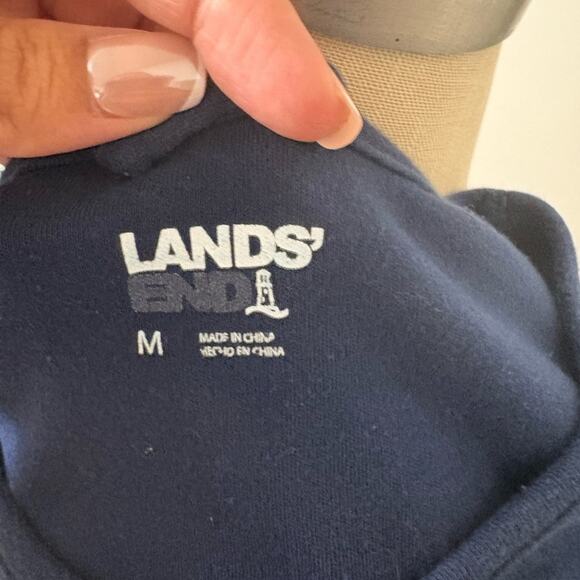 LANDS'
END
M
MADE IN CHINA
HECHO EN CHINA